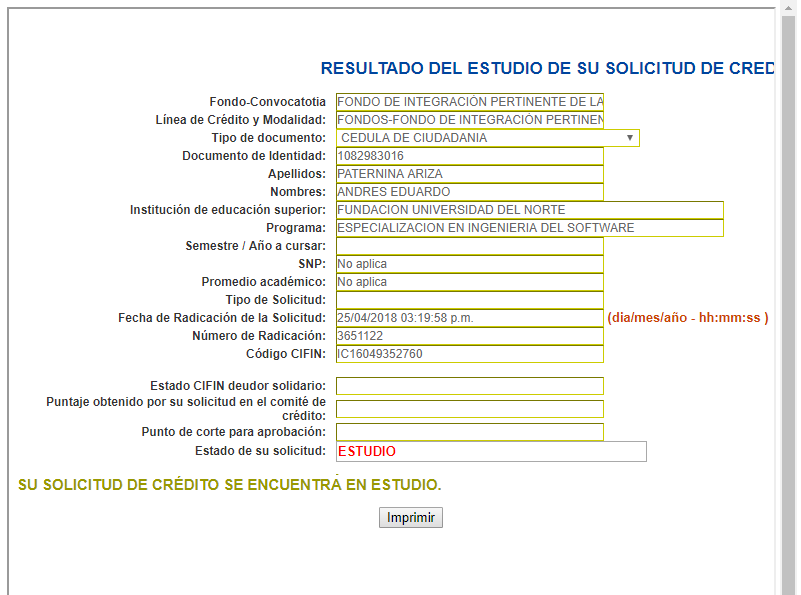 RESULTADO DEL ESTUDIO DE SU SOLICITUD DE CRED
Fondo-Convocatotia FONDO DE INTEGRACIÓN PERTINENTE DE LA
Línea de Crédito y Modalidad: FONDOS-FONDO DE INTEGRACIÓN PERTINEN
Tipo de documento: CEDULA DE CIUDADANIA
Documento de Identidad: 1082983016
Apellidos: PATERNINA ARIZA
Nombres: ANDRES EDUARDO
Institución de educación superior: FUNDACION UNIVERSIDAD DEL NORTE
Programa: ESPECIALIZACION EN INGENIERIA DEL SOFTWARE
Semestre / Año a cursar:
SNP: No aplica
Promedio académico: No aplica
Tipo de Solicitud:
Fecha de Radicación de la Solicitud: 25/04/2018 03:19:58 p.m. (dia/mes/año - hh:mm:ss )
Número de Radicación: 3651122
Código CIFIN: IC16049352760
Estado CIFIN deudor solidario:
Puntaje obtenido por su solicitud en el comité de
crédito:
Punto de corte para aprobación:
Estado de su solicitud: ESTUDIO
SU SOLICITUD DE CRÉDITO SE ENCUENTRA EN ESTUDIO.
Imprimir